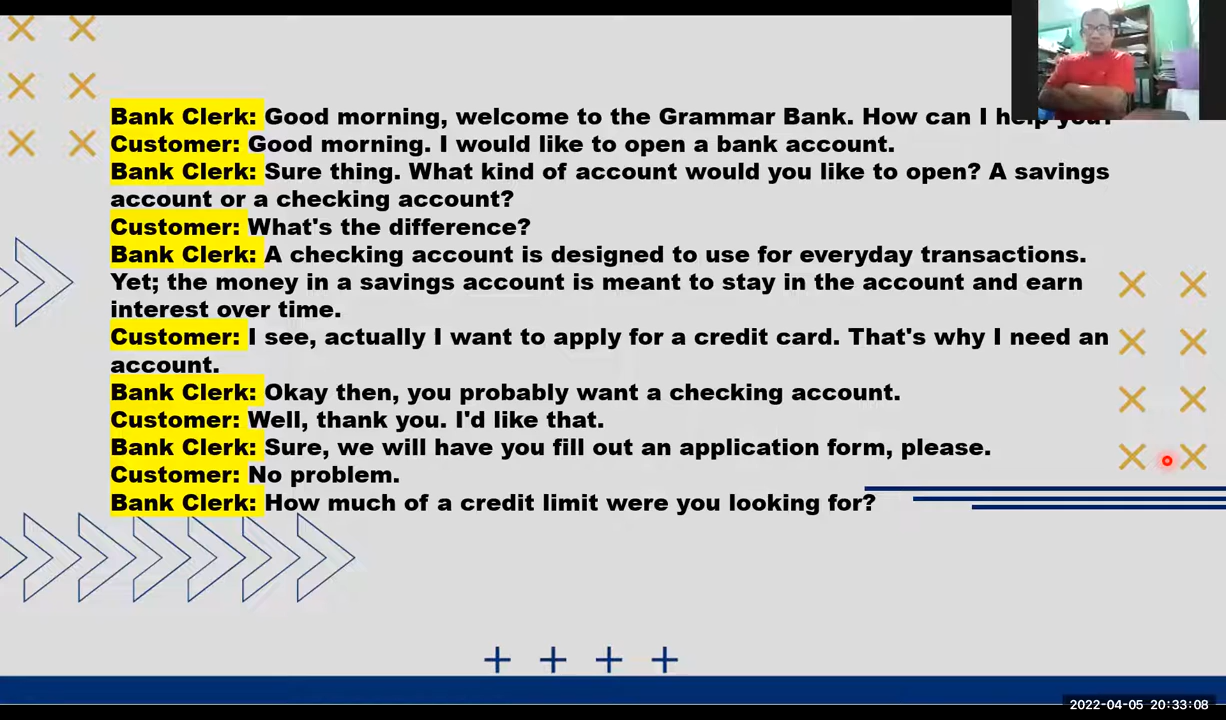 Bank Clerk: Good morning, welcome to the Grammar Bank. How can I help you?
Customer: Good morning. I would like to open a bank account.
Bank Clerk: Sure thing. What kind of account would you like to open? A savings
account or a checking account?
Customer: What's the difference?
Bank Clerk: A checking account is designed to use for everyday transactions.
Yet; the money in a savings account is meant to stay in the account and earn
interest over time.
Customer: I see, actually I want to apply for a credit card. That's why I need an
account.
Bank Clerk: Okay then, you probably want a checking account.
Customer: Well, thank you. I'd like that.
Bank Clerk: Sure, we will have you fill out an application form, please.
Customer: No problem.
Bank Clerk: How much of a credit limit were you looking for?
2022-04-05 20:33:08